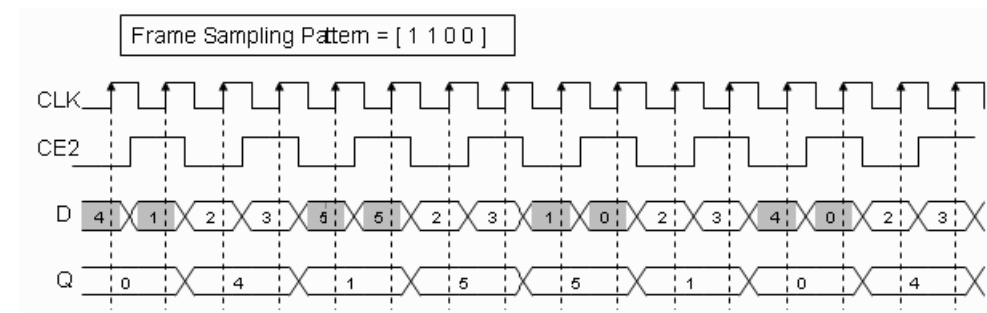 Frame Sampling Pattern = [ 1 1 0 0 ]
CLK
CE2
D 4 1 2 3 5 5 2 3 1 0 2 3 4 0 2 3
Q 0 4 1 5 5 1 0 4